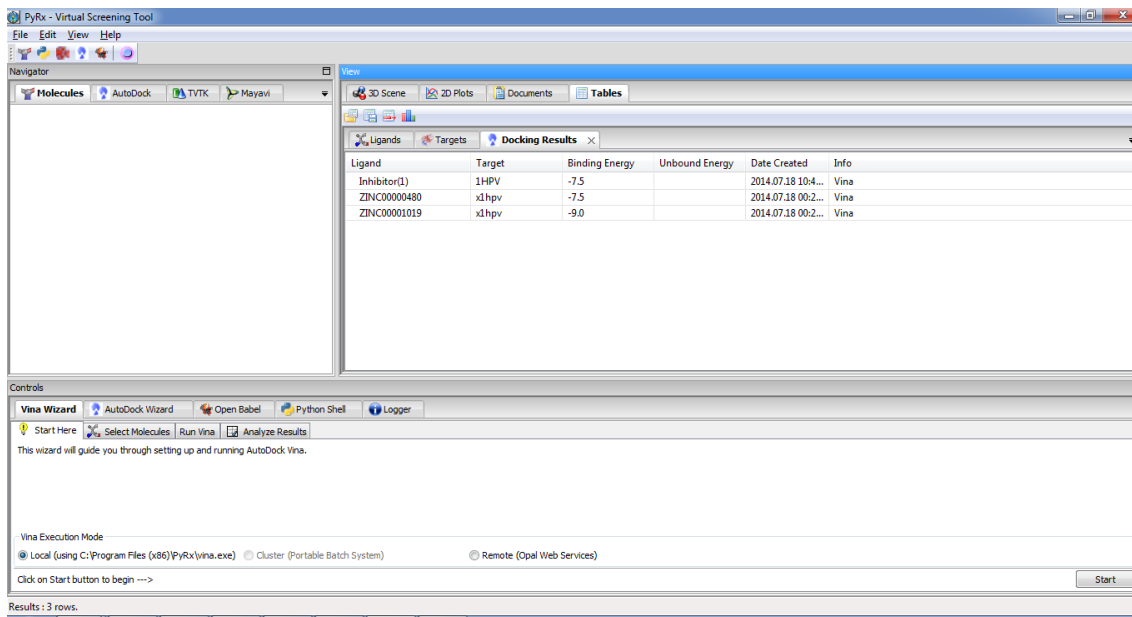 PyRx - Virtual Screening Tool
File Edit View Help
Navigator
View
Molecules AutoDock TVTK Mayavi
3D Scene 2D Plots Documents Tables
Ligands Targets Docking Results
Ligand Target Binding Energy Unbound Energy Date Created Info
Inhibitor(1) 1HPV -7.5 2014.07.18 10:4... Vina
ZINC00000480 x1hpv -7.5 2014.07.18 00:2... Vina
ZINC00001019 x1hpv -9.0 2014.07.18 00:2... Vina
Controls
Vina Wizard AutoDock Wizard Open Babel Python Shell Logger
Start Here Select Molecules Run Vina Analyze Results
This wizard will guide you through setting up and running AutoDock Vina.
Vina Execution Mode
Local (using C:\Program Files (x86)\PyRx\vina.exe) Cluster (Portable Batch System) Remote (Opal Web Services)
Click on Start button to begin --->
Start
Results : 3 rows.